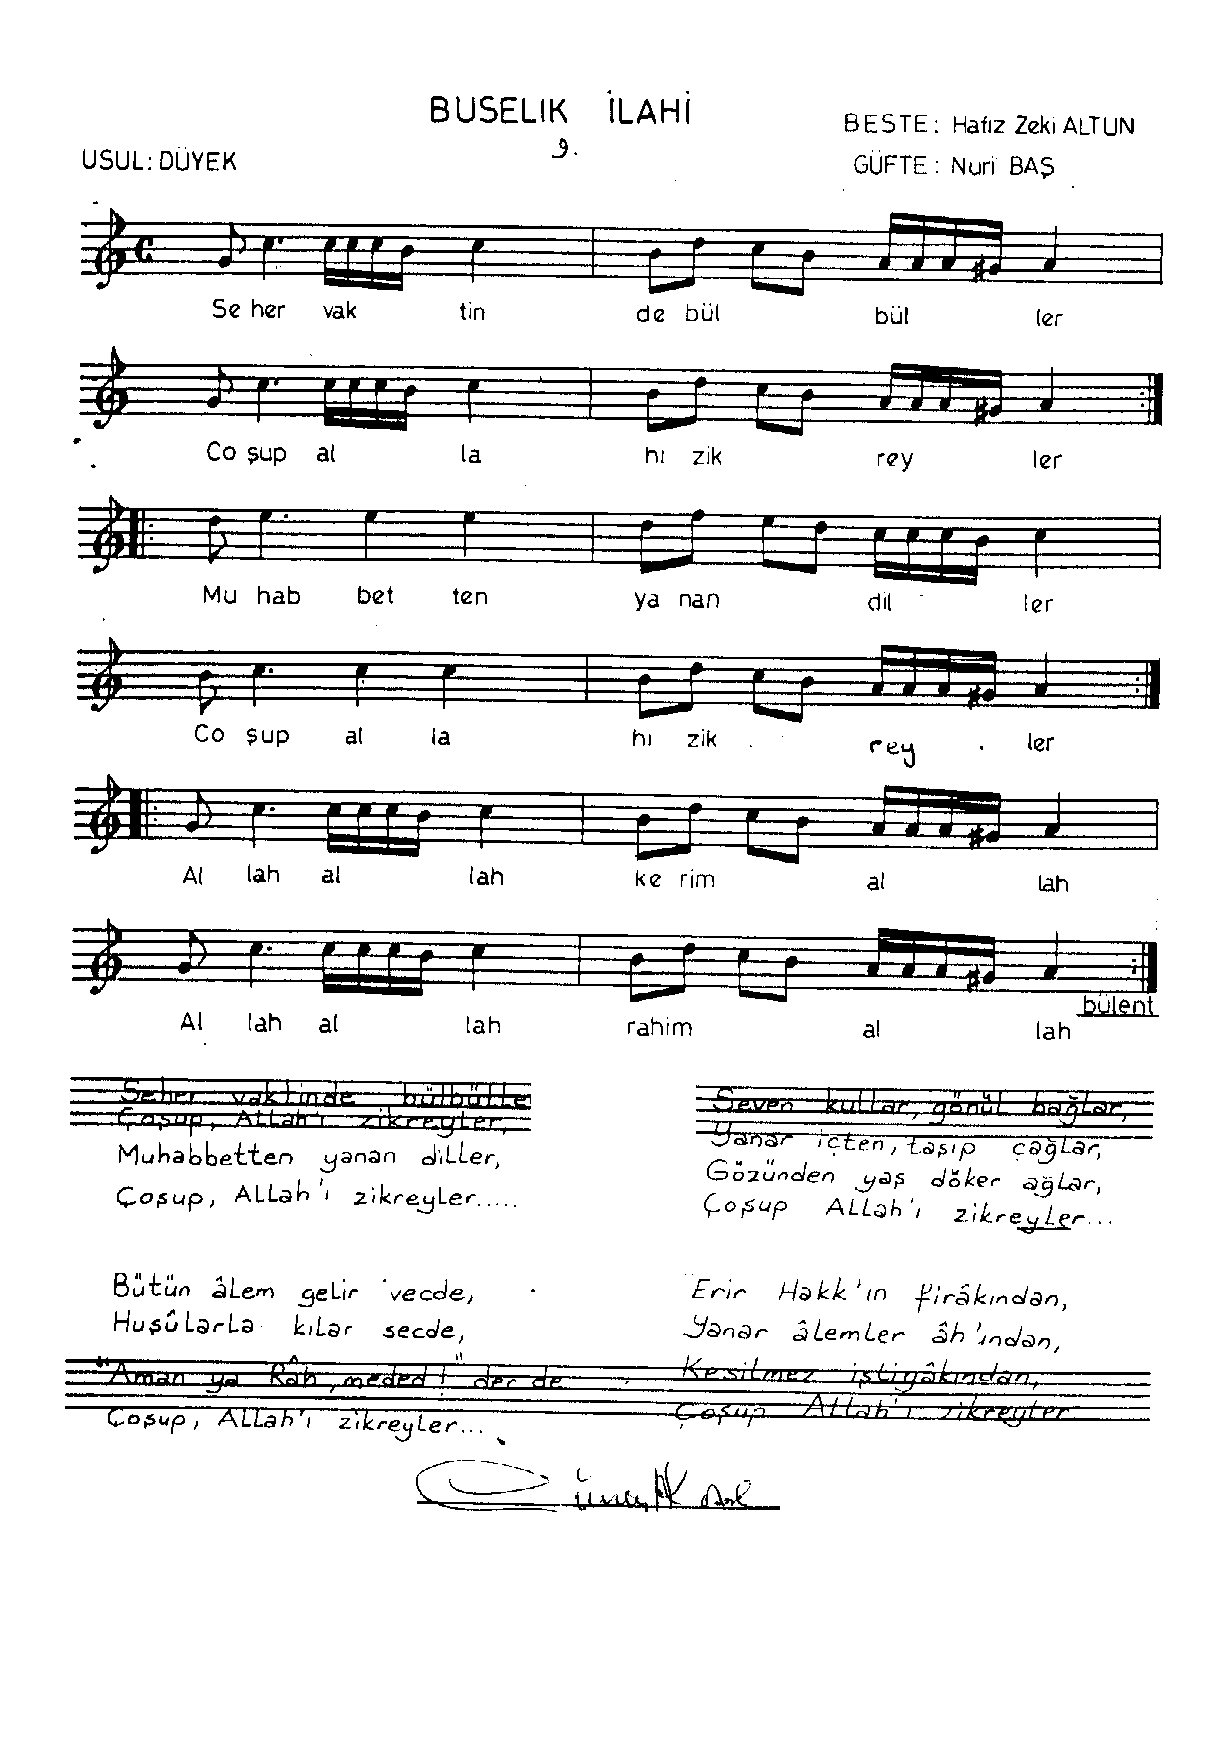 BUSELIK İLAHİ
9.
BESTE: Hafız Zeki ALTUN
USUL: DÜYEK
GÜFTE: Nuri BAŞ
Se her vak tin de bül bül ler
Co şup al la hı zik rey ler
Mu hab bet ten ya nan dil ler
Co şup al la hı zik rey ler
Al lah al lah ke rim al lah
bülent
Al lah al lah rahim al lah
Seher vaktinde bülbülle
Çoşup, ALLah'ı zikreyler,
Muhabbetten yanan diLLer,
Çoşup, ALLah'ı zikreyLer.....
Seven kullar, gönül bağlar,
Yanar içten, taşıp çağlar,
Gözünden yaş döker ağlar,
Çoşup ALLah'ı zikreyLer...
Bütün âLem geLir vecde,
HuşûLarLa kıLar secde,
"Aman ya Râh, meded!" der de
Çoşup, ALLah'ı zikreyLer...
Erir Hakk'ın firâkından,
Yanar âLemLer âh'ından,
KesiLmez iştiyâkından,
Çoşup ALLah'ı zikreyler